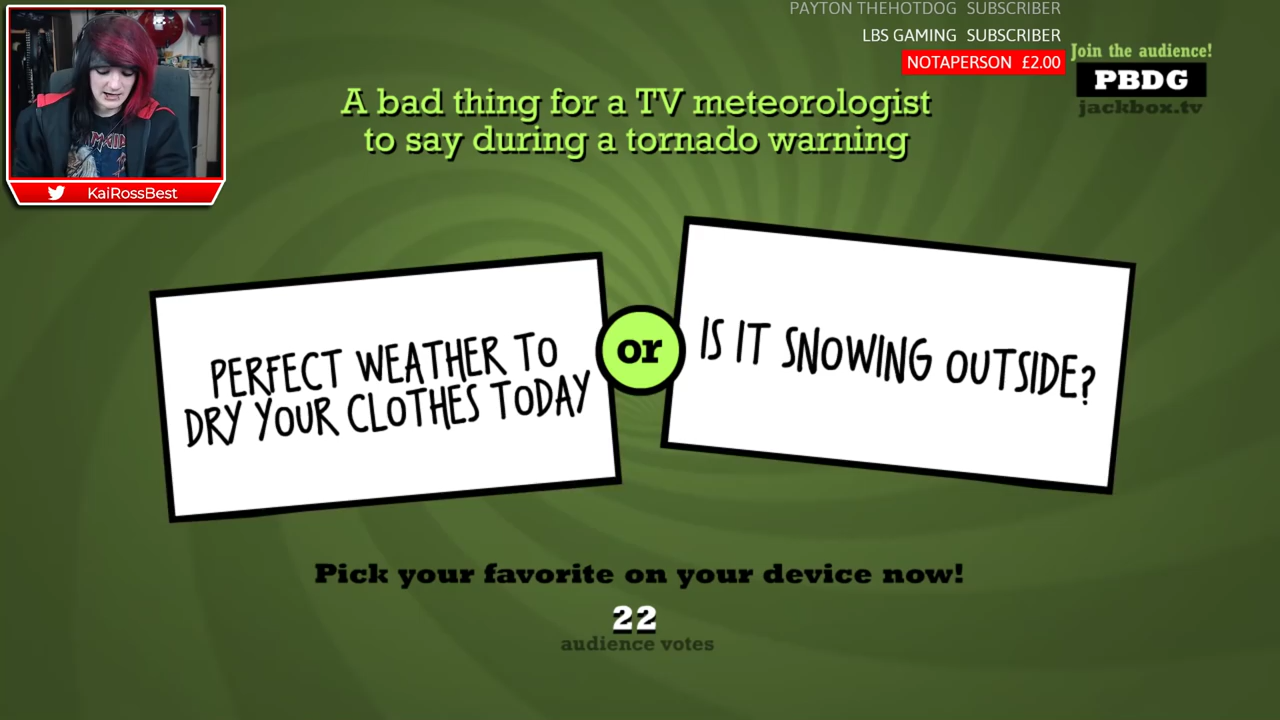 PAYTON THEHOTDOG SUBSCRIBER
LBS GAMING SUBSCRIBER
NOTAPERSON £2.00
Join the audience!
PBDG
jackbox.tv
KaiRossBest
A bad thing for a TV meteorologist
to say during a tornado warning
PERFECT WEATHER TO
DRY YOUR CLOTHES TODAY
or
IS IT SNOWING OUTSIDE?
Pick your favorite on your device now!
22
audience votes